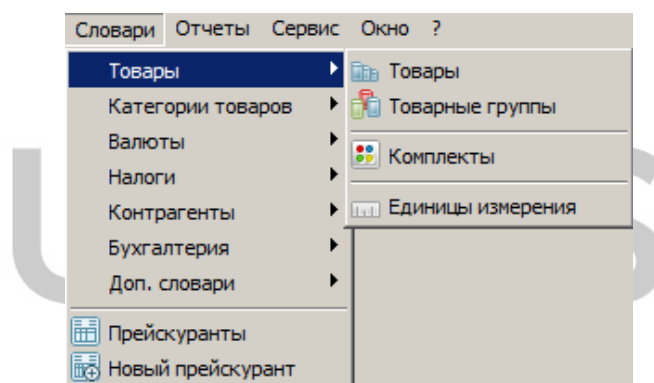 Словари Отчеты Сервис Окно ?
Товары
Категории товаров
Валюты
Налоги
Контрагенты
Бухгалтерия
Доп. словари
Прейскуранты
Новый прейскурант
Товары
Товарные группы
Комплекты
Единицы измерения